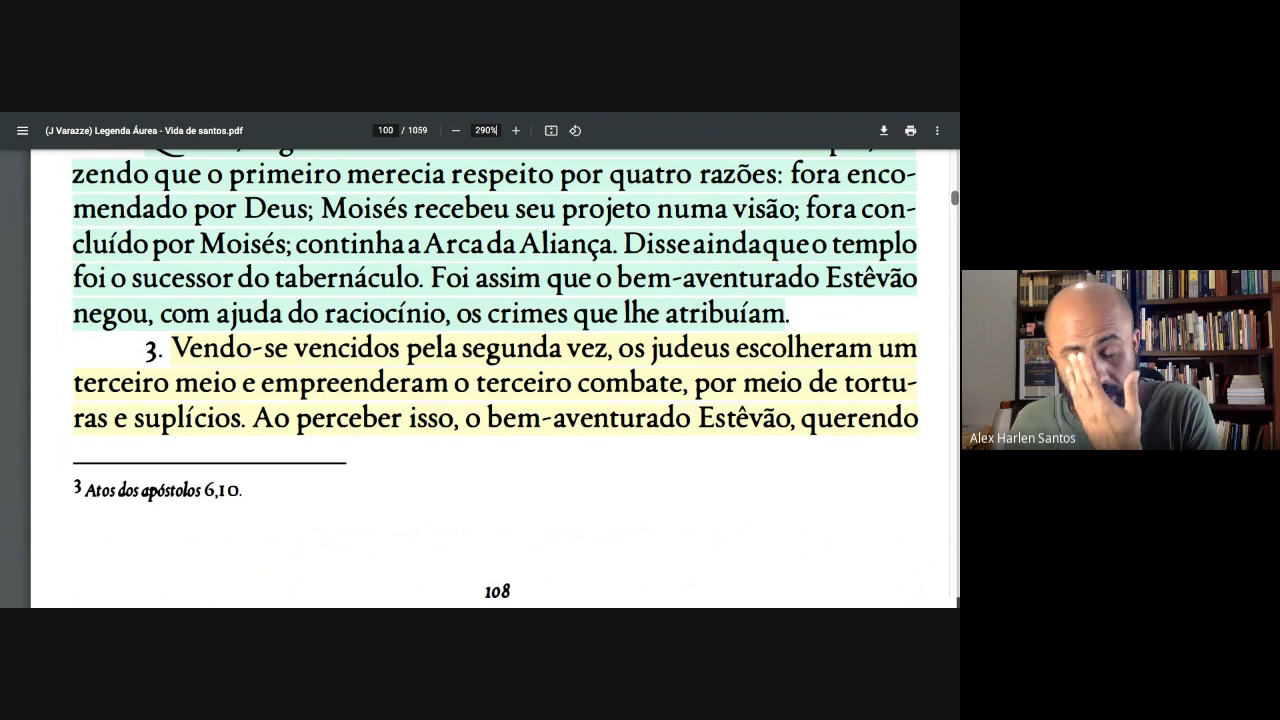 (J Varazze) Legenda Áurea - Vida de santos.pdf
100 / 1059
290%
zendo que o primeiro merecia respeito por quatro razões: fora enco-
mendado por Deus; Moisés recebeu seu projeto numa visão; fora con-
cluído por Moisés; continha a Arca da Aliança. Disse ainda que o templo
foi o sucessor do tabernáculo. Foi assim que o bem-aventurado Estêvão
negou, com ajuda do raciocínio, os crimes que lhe atribuíam.
3. Vendo-se vencidos pela segunda vez, os judeus escolheram um
terceiro meio e empreenderam o terceiro combate, por meio de tortu-
ras e suplícios. Ao perceber isso, o bem-aventurado Estêvão, querendo
3 Atos dos apóstolos 6,10.
108
Alex Harlen Santos